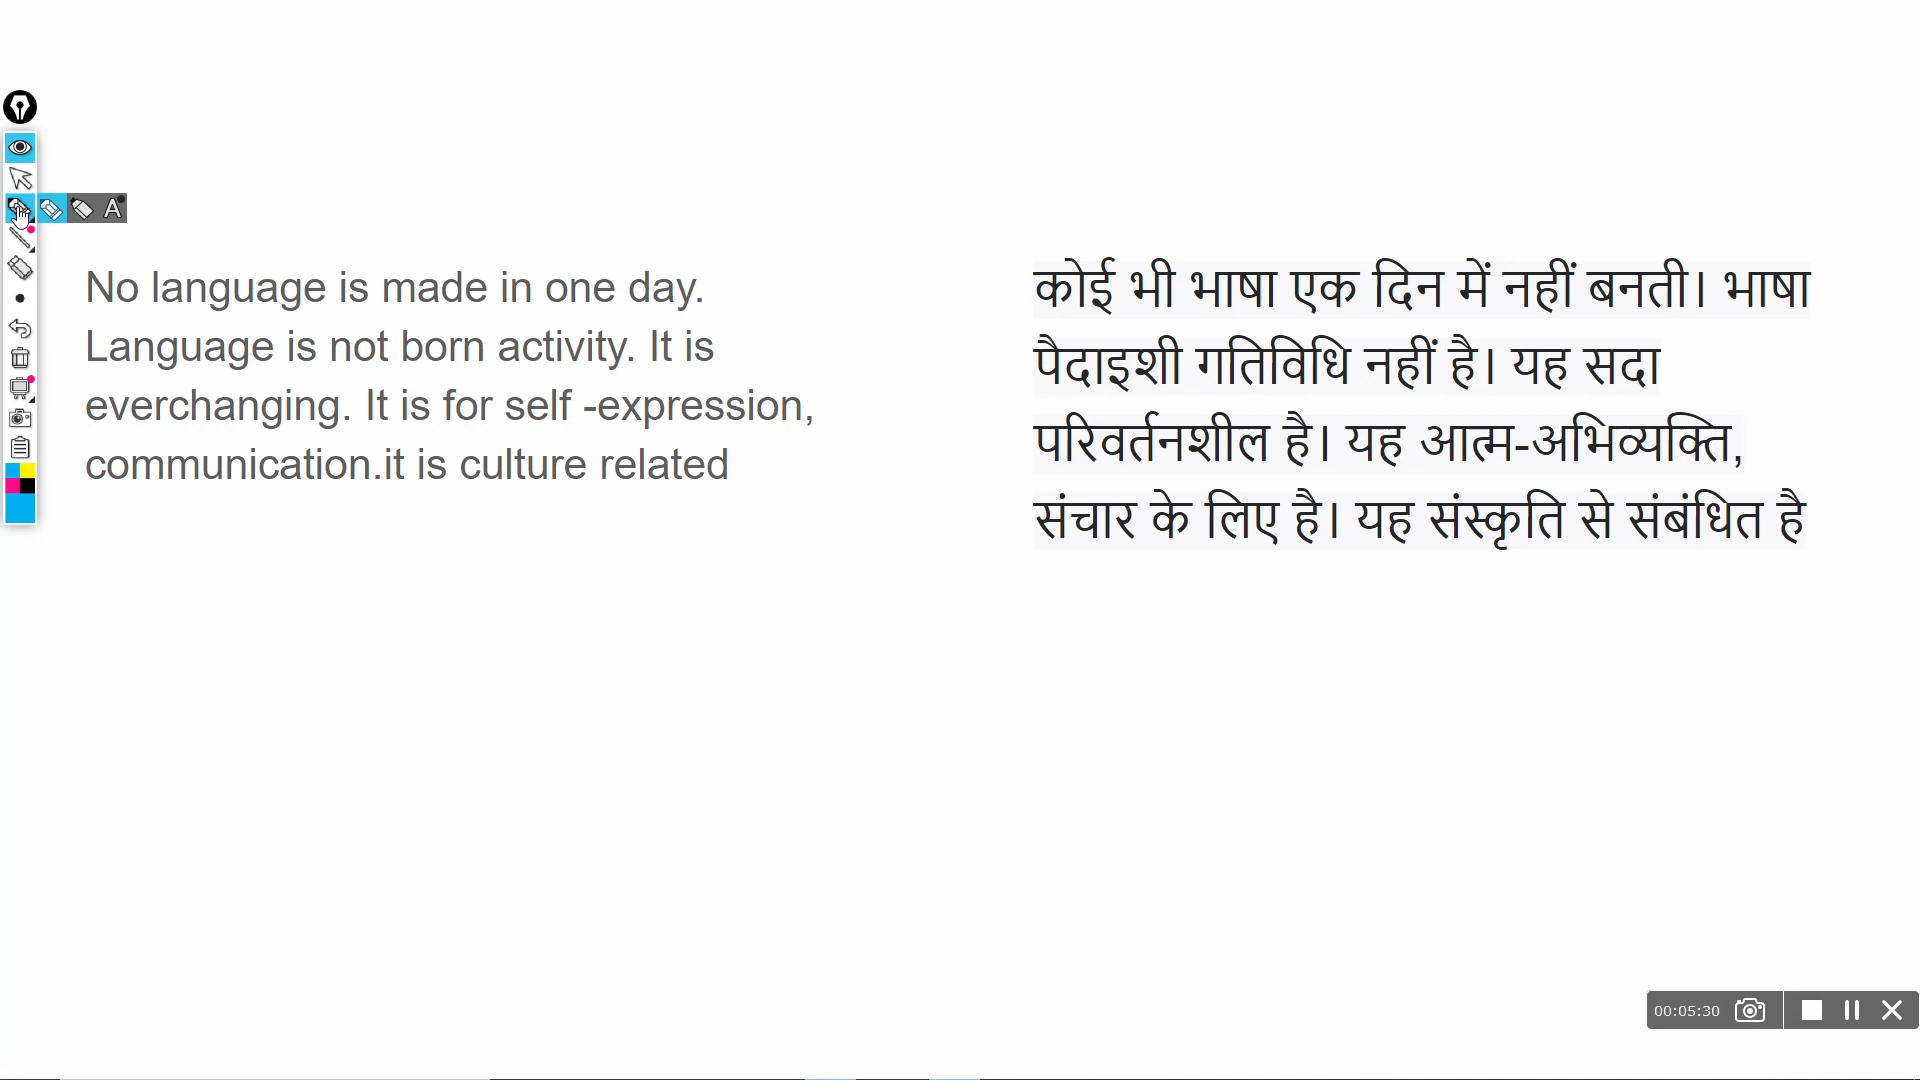 No language is made in one day.
Language is not born activity. It is
everchanging. It is for self -expression,
communication.it is culture related
कोई भी भाषा एक दिन में नहीं बनती। भाषा
पैदाइशी गतिविधि नहीं है। यह सदा
परिवर्तनशील है। यह आत्म-अभिव्यक्ति,
संचार के लिए है। यह संस्कृति से संबंधित है
A
00:05:30